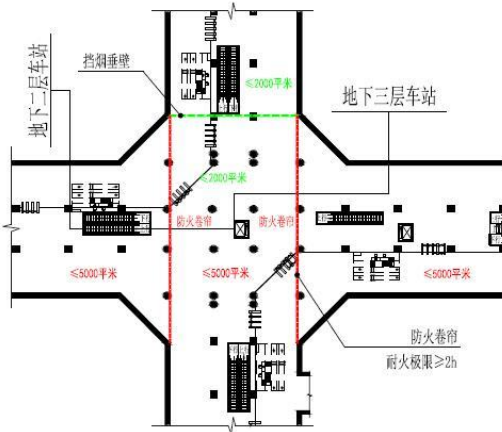 挡烟垂壁
≤2000平米
地下二层车站
地下三层车站
≤2000平米
防火卷帘
防火卷帘
≤5000平米
≤5000平米
≤5000平米
防火卷帘
耐火极限≥2h